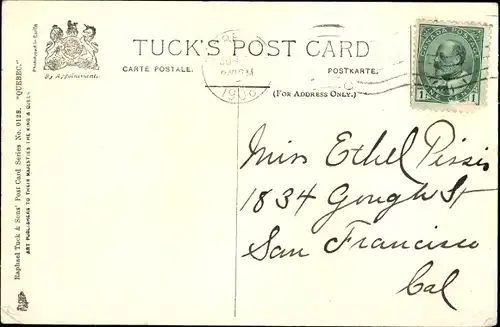 TUCK'S POST CARD
CARTE POSTALE. POSTKARTE.
(FOR ADDRESS ONLY.)
By Appointment.
CANADA POSTAGE
1 1
Miss Ethel Pissis
1834 Gough St
San Francisco
Cal
Raphael Tuck & Sons' Post Card Series No. 0128. "QUEBEC."
ART PUBLISHERS TO THEIR MAJESTIES THE KING & QUEEN